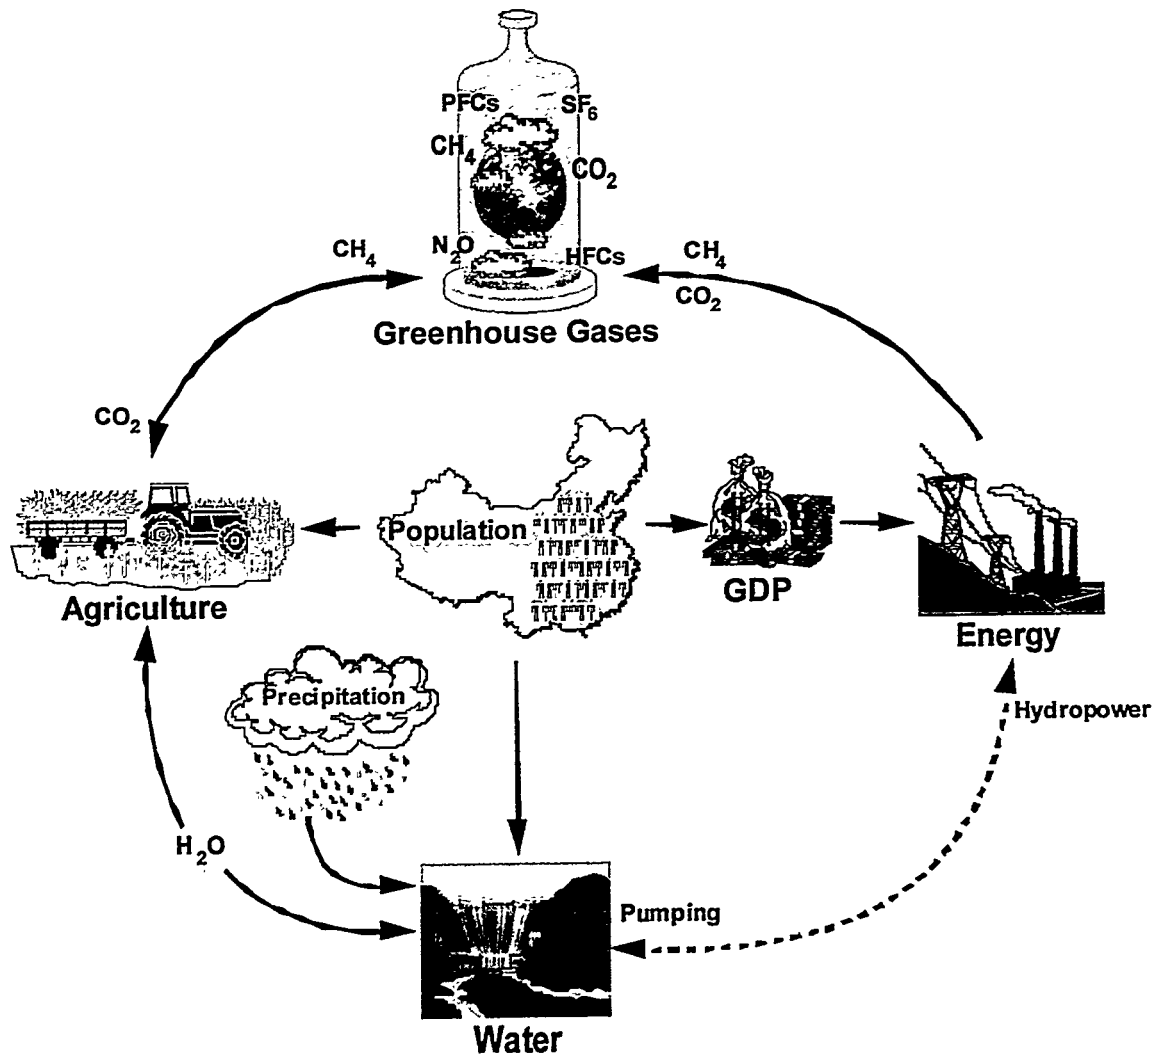 PFCs
SF6
CH4
CO2
N2O
HFCs
CH4
CH4
CO2
Greenhouse Gases
CO2
Population
Agriculture
GDP
Energy
Precipitation
Hydropower
H2O
Pumping
Water